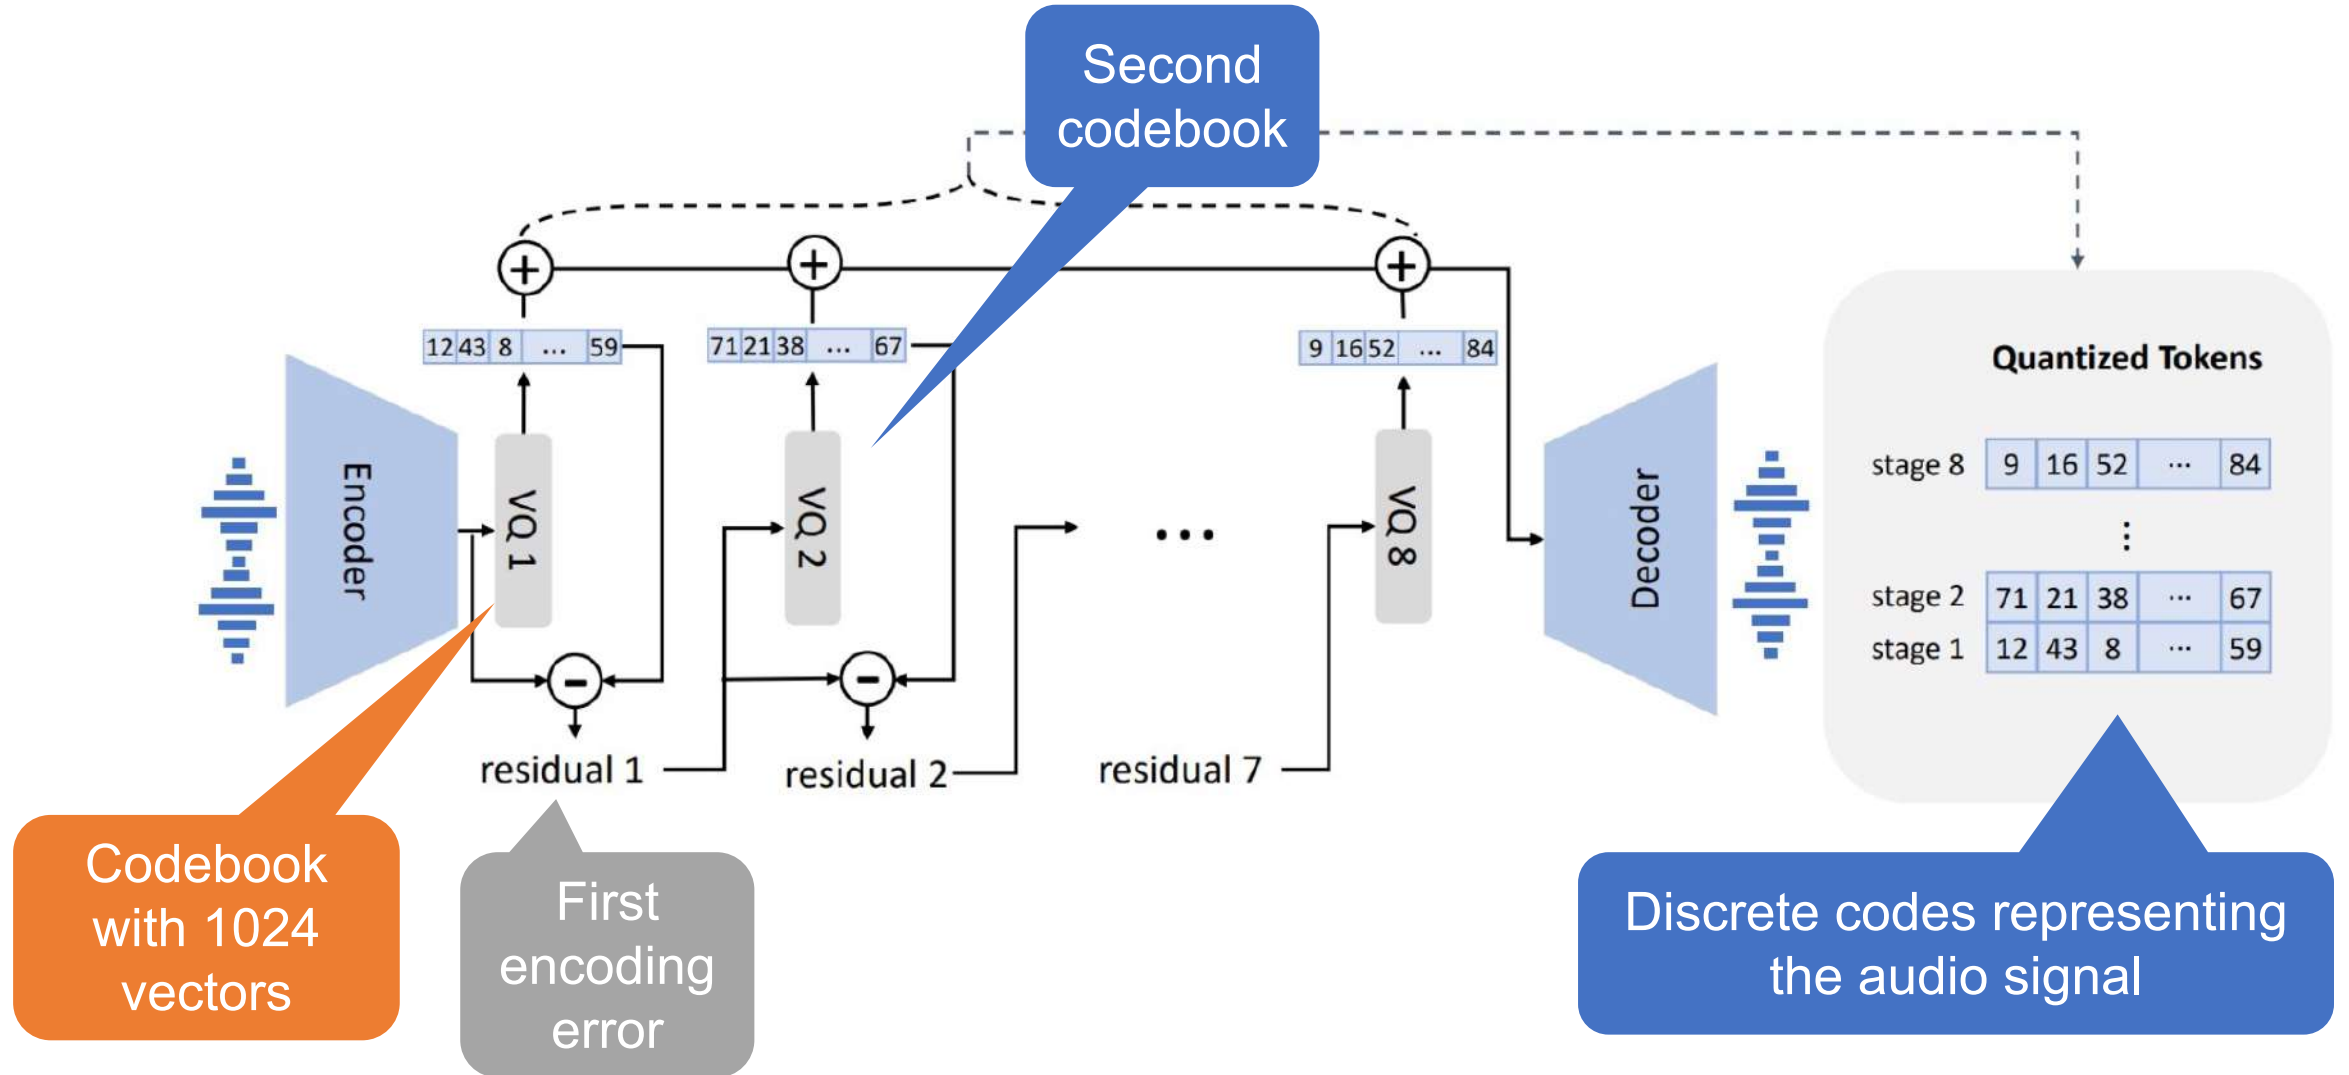 Second
codebook
12 43 8 ... 59
71 21 38 ... 67
9 16 52 ... 84
Encoder
VQ 1
VQ 2
...
VQ 8
Decoder
residual 1
residual 2
residual 7
Quantized Tokens
stage 8 9 16 52 ... 84
⋮
stage 2 71 21 38 ... 67
stage 1 12 43 8 ... 59
Codebook
with 1024
vectors
First
encoding
error
Discrete codes representing
the audio signal